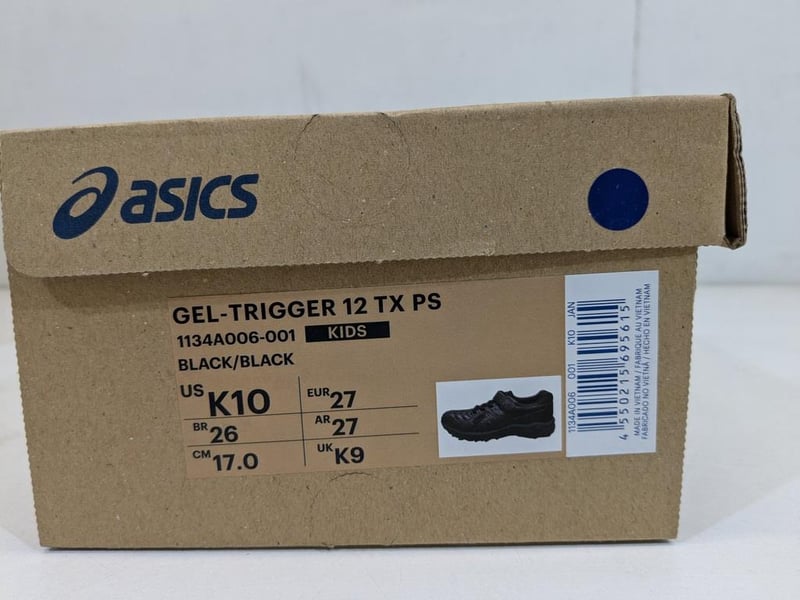 asics
GEL-TRIGGER 12 TX PS
1134A006-001 KIDS
BLACK/BLACK
US K10 EUR 27
BR 26 AR 27
CM 17.0 UK K9
1134A006 001 K10 JAN
4 550215 695615
MADE IN VIETNAM / FABRIQUE AU VIETNAM
FABRICADO NO VIETNÃ / HECHO EN VIETNAM